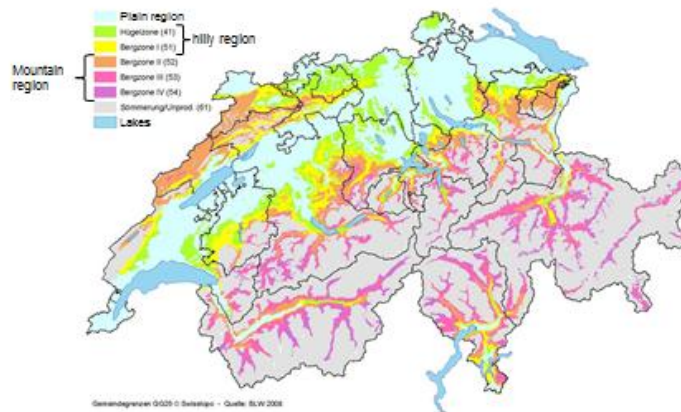 Plain region
Hügelzone (41)
hilly region
Bergzone I (51)
Mountain
region
Bergzone II (52)
Bergzone III (53)
Bergzone IV (54)
Sömmerung/Unprod. (61)
Lakes
Gemeindegrenzen GG25 © Swisstopo - Quelle: BLW 2008